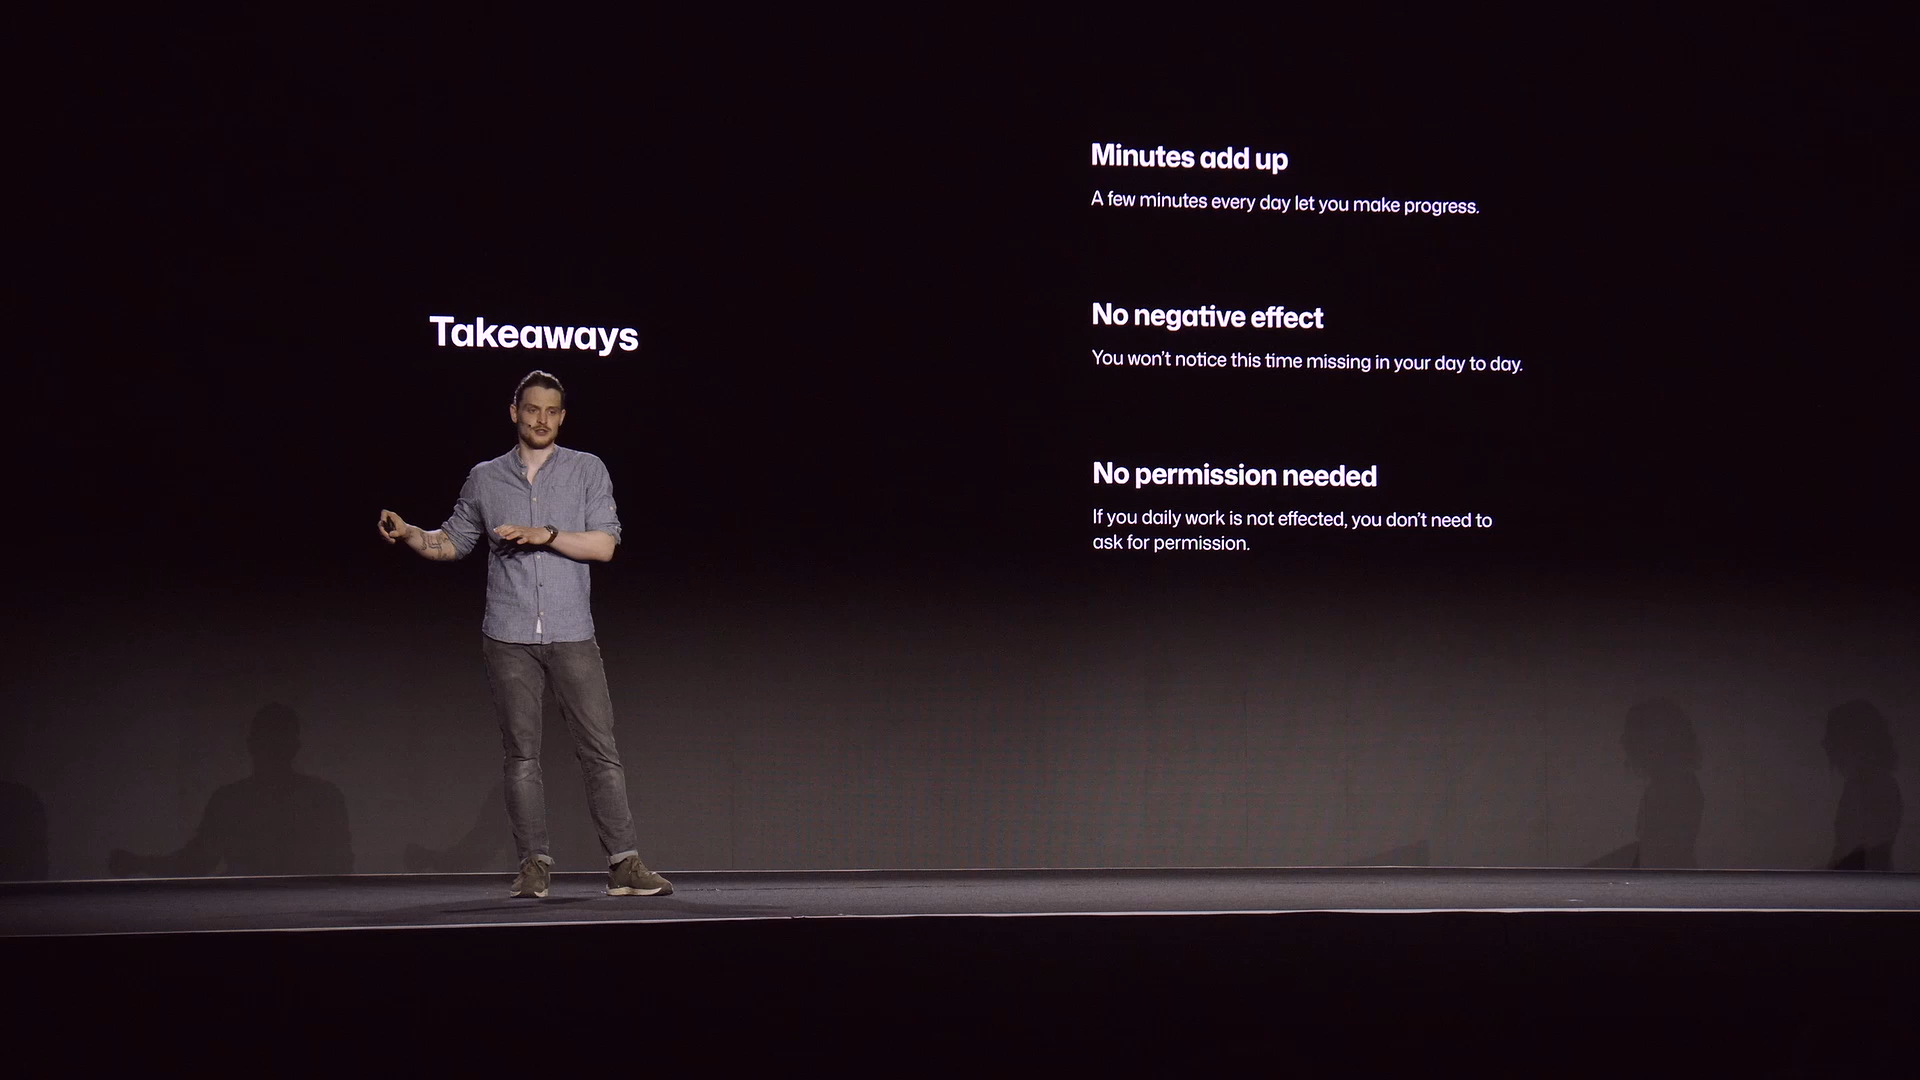 Takeaways
Minutes add up
A few minutes every day let you make progress.
No negative effect
You won't notice this time missing in your day to day.
No permission needed
If you daily work is not effected, you don't need to
ask for permission.